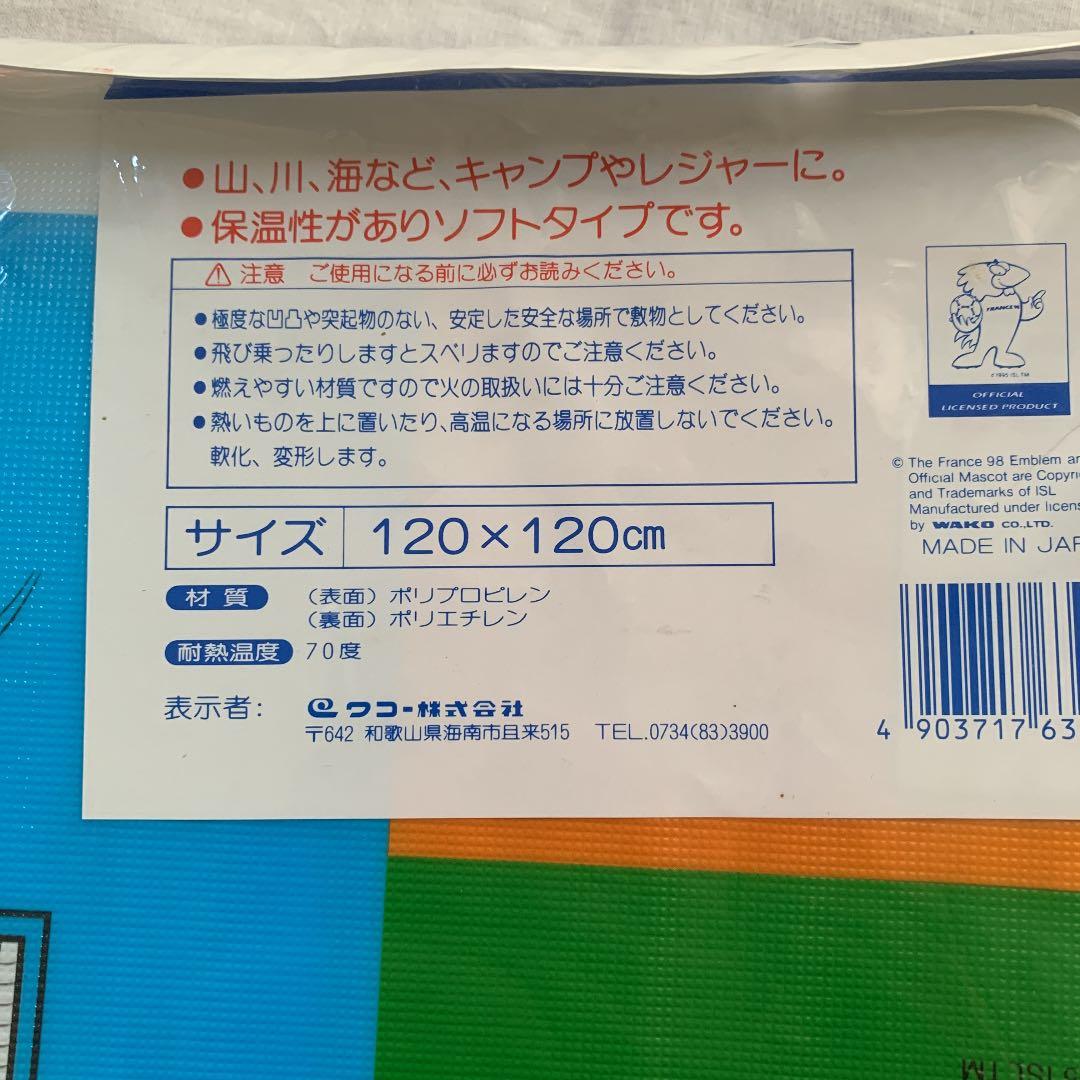 ●山、川、海など、キャンプやレジャーに。
●保温性がありソフトタイプです。
⚠注意 ご使用になる前に必ずお読みください。
●極度な凹凸や突起物のない、安定した安全な場所で敷物としてください。
●飛び乗ったりしますとスベリますのでご注意ください。
●燃えやすい材質ですので火の取扱いには十分ご注意ください。
●熱いものを上に置いたり、高温になる場所に放置しないでください。
軟化、変形します。
サイズ 120×120cm
材質 (表面) ポリプロピレン
(裏面) ポリエチレン
耐熱温度 70度
表示者: ワコー株式会社
〒642 和歌山県海南市且来515 TEL.0734(83)3900
FRANCE 98
©1995 ISL TM
OFFICIAL
LICENSED PRODUCT
© The France 98 Emblem
Official Mascot are
and Trademarks of ISL
Manufactured under
by WAKO CO.,LTD.
MADE IN
4 903717 63
ISL TM